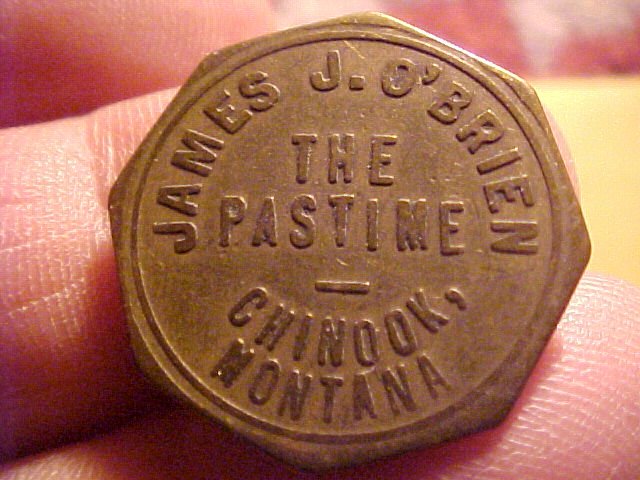 JAMES J. O'BRIEN
THE
PASTIME
—
CHINOOK,
MONTANA